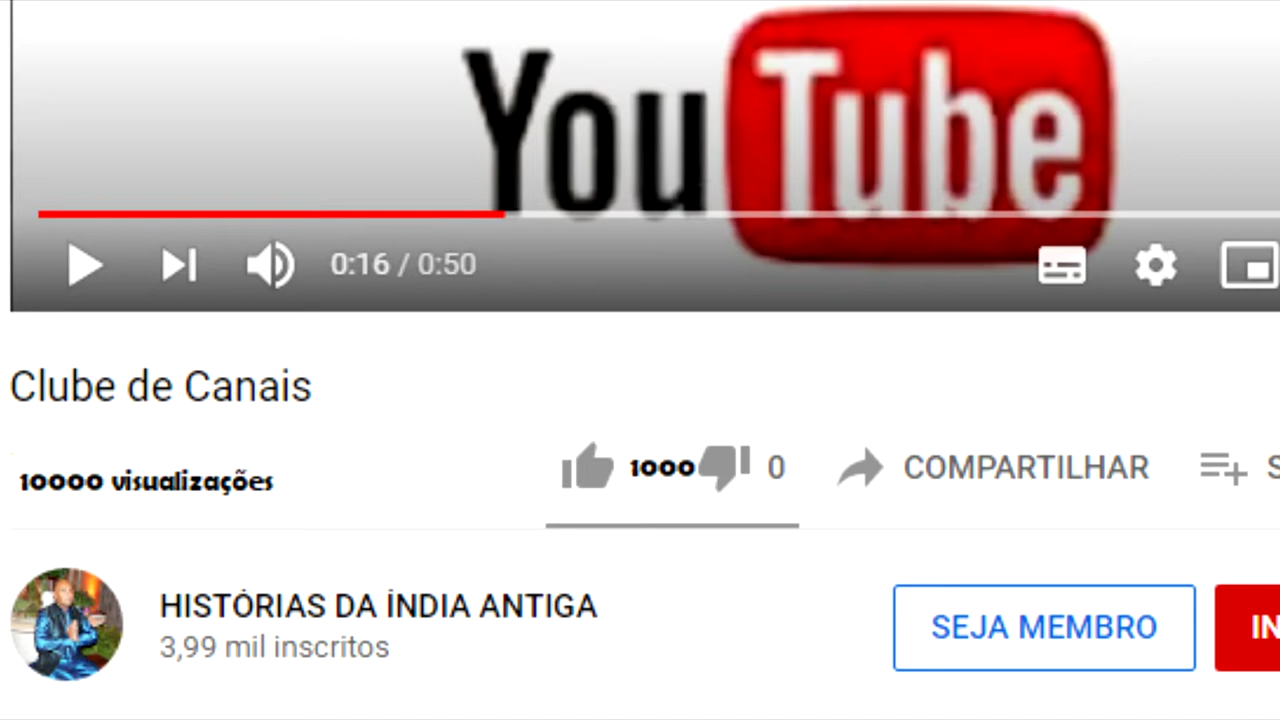 YouTube
0:16 / 0:50
Clube de Canais
10000 visualizações
1000 0 COMPARTILHAR S
HISTÓRIAS DA ÍNDIA ANTIGA
3,99 mil inscritos
SEJA MEMBRO IN